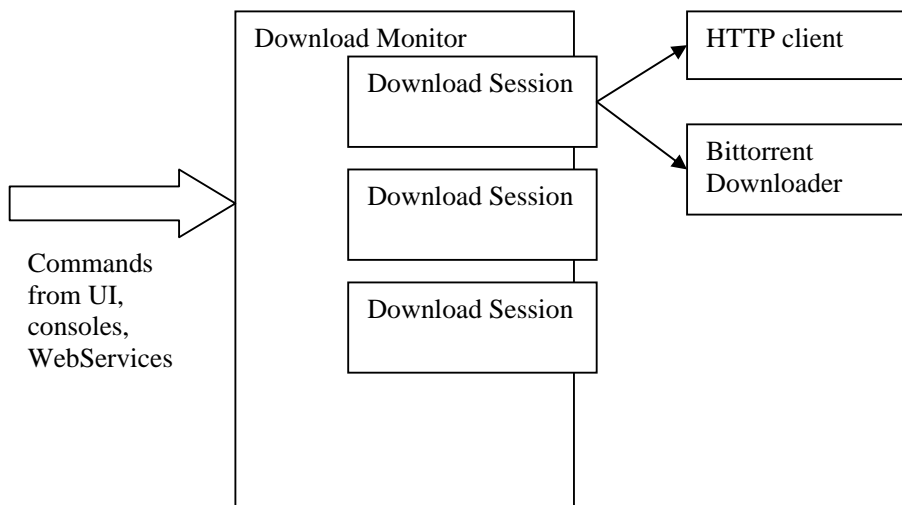 Download Monitor
Download Session
Download Session
Download Session
HTTP client
Bittorrent
Downloader
Commands
from UI,
consoles,
WebServices